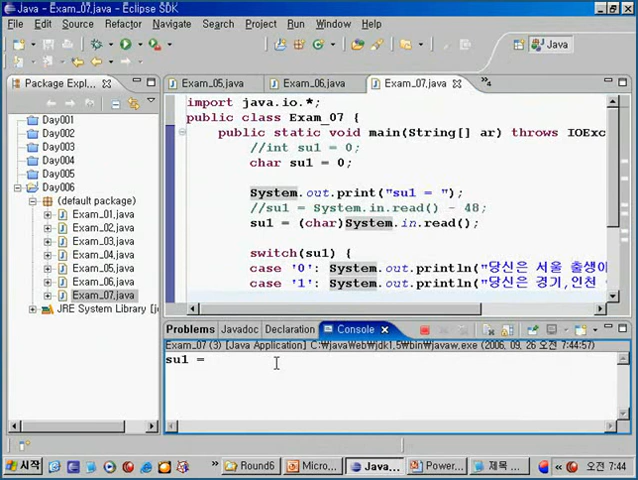 Java - Exam_07.java - Eclipse SDK
File Edit Source Refactor Navigate Search Project Run Window Help
Java
Package Expl...
Exam_05.java Exam_06.java Exam_07.java 4
Day001
Day002
Day003
Day004
Day005
Day006
(default package)
Exam_01.java
Exam_02.java
Exam_03.java
Exam_04.java
Exam_05.java
Exam_06.java
Exam_07.java
JRE System Library [j
import java.io.*;
public class Exam_07 {
public static void main(String[] ar) throws IOExc
//int su1 = 0;
char su1 = 0;
System.out.print("su1 = ");
//su1 = System.in.read() - 48;
su1 = (char)System.in.read();
switch(su1) {
case '0': System.out.println("당신은 서울 출생이
case '1': System.out.println("당신은 경기,인천
Problems Javadoc Declaration Console
Exam_07 (3) [Java Application] C:₩java₩eb₩jdk1,5₩bin₩javaw.exe (2006, 09, 26 오전 7:44:57)
su1 =
시작 Round6 Micro... Java... Power... 제목 ... 오전 7:44